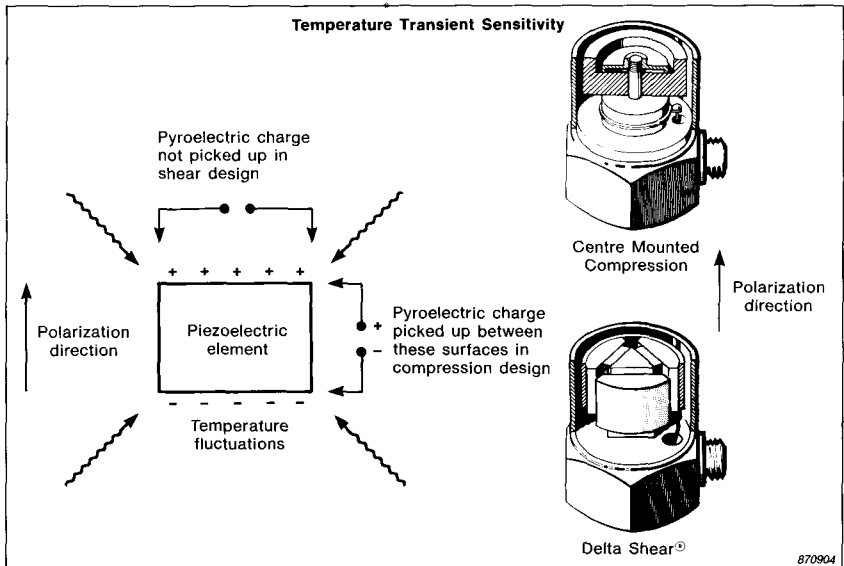 Temperature Transient Sensitivity
Pyroelectric charge
not picked up in
shear design
+ + + + +
Polarization
direction
Piezoelectric
element
+
–
Pyroelectric charge
picked up between
these surfaces in
compression design
– – – – –
Temperature
fluctuations
Centre Mounted
Compression
Polarization
direction
Delta Shear®
870904